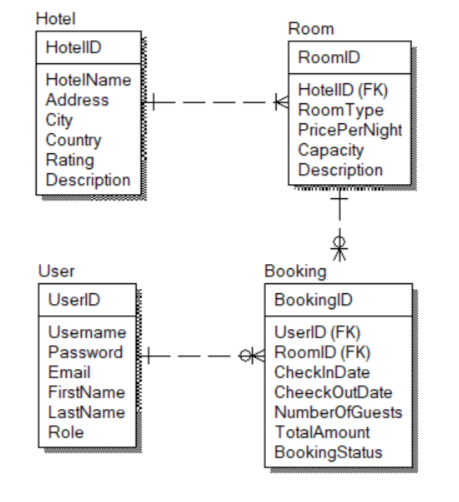 Hotel
HotelID
HotelName
Address
City
Country
Rating
Description
Room
RoomID
HotelID (FK)
RoomType
PricePerNight
Capacity
Description
User
UserID
Username
Password
Email
FirstName
LastName
Role
Booking
BookingID
UserID (FK)
RoomID (FK)
CheckInDate
CheeckOutDate
NumberOfGuests
TotalAmount
BookingStatus